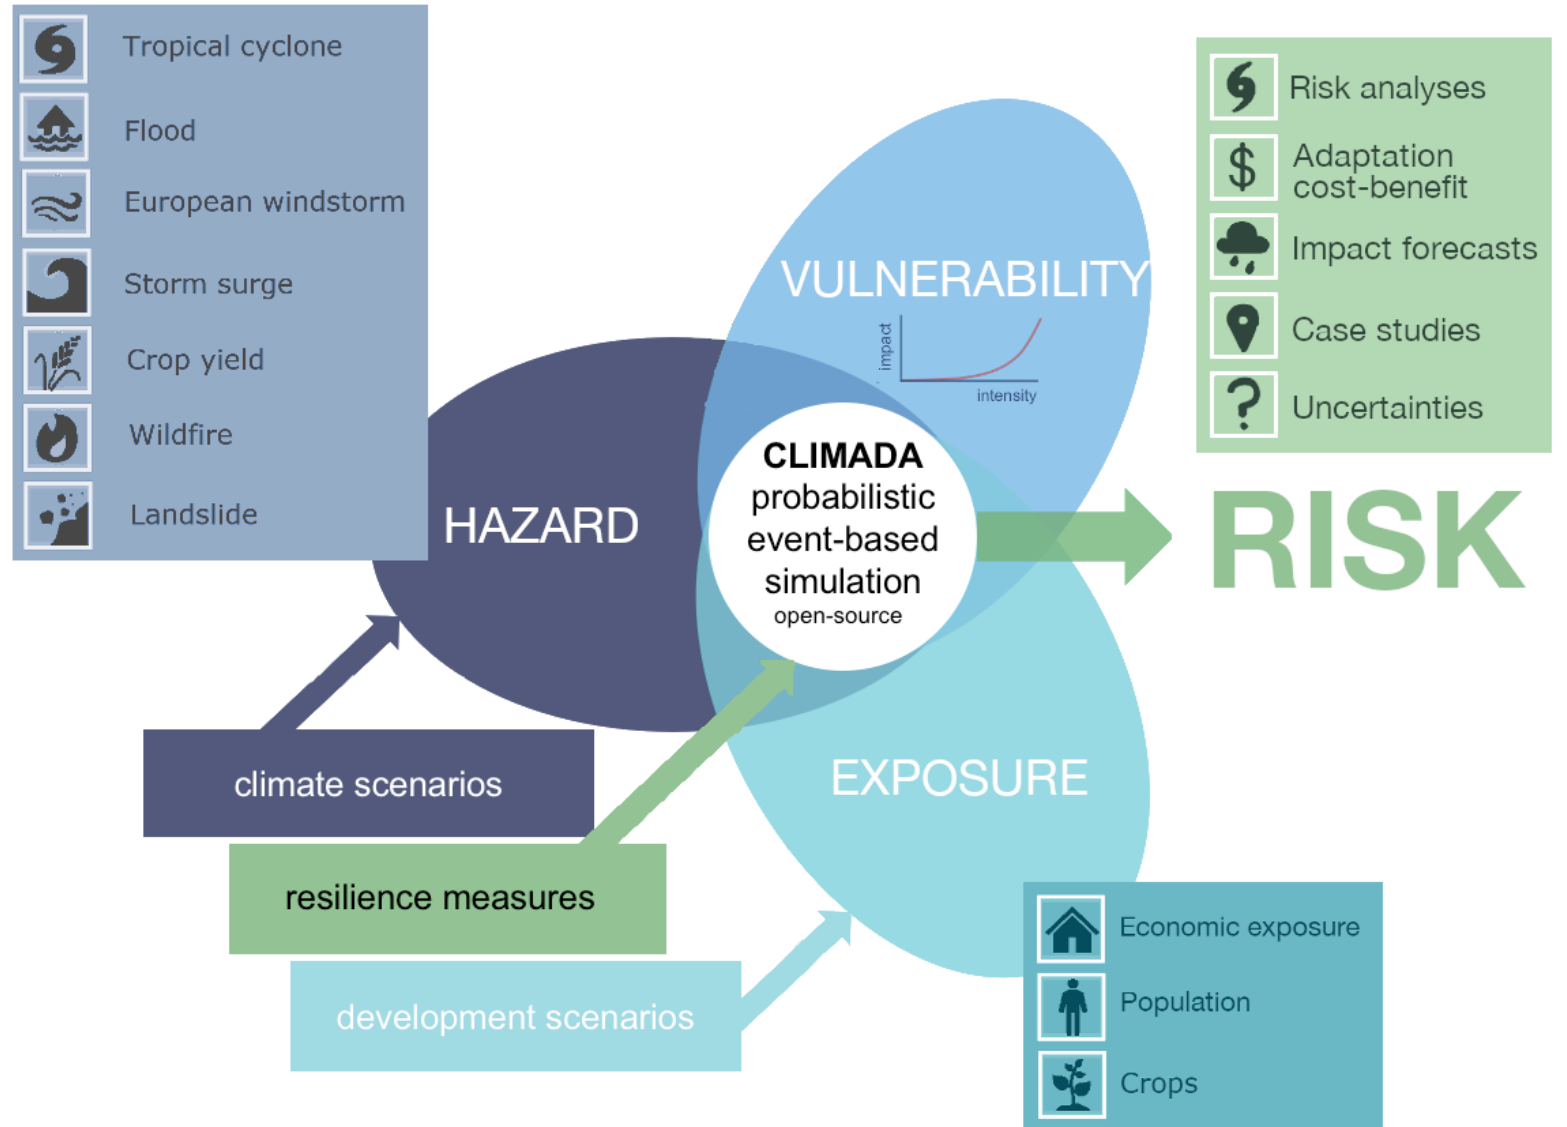 Tropical cyclone
Flood
European windstorm
Storm surge
Crop yield
Wildfire
Landslide
Risk analyses
Adaptation
cost-benefit
Impact forecasts
Case studies
Uncertainties
VULNERABILITY
impact
intensity
HAZARD
CLIMADA
probabilistic
event-based
simulation
open-source
RISK
EXPOSURE
climate scenarios
resilience measures
development scenarios
Economic exposure
Population
Crops